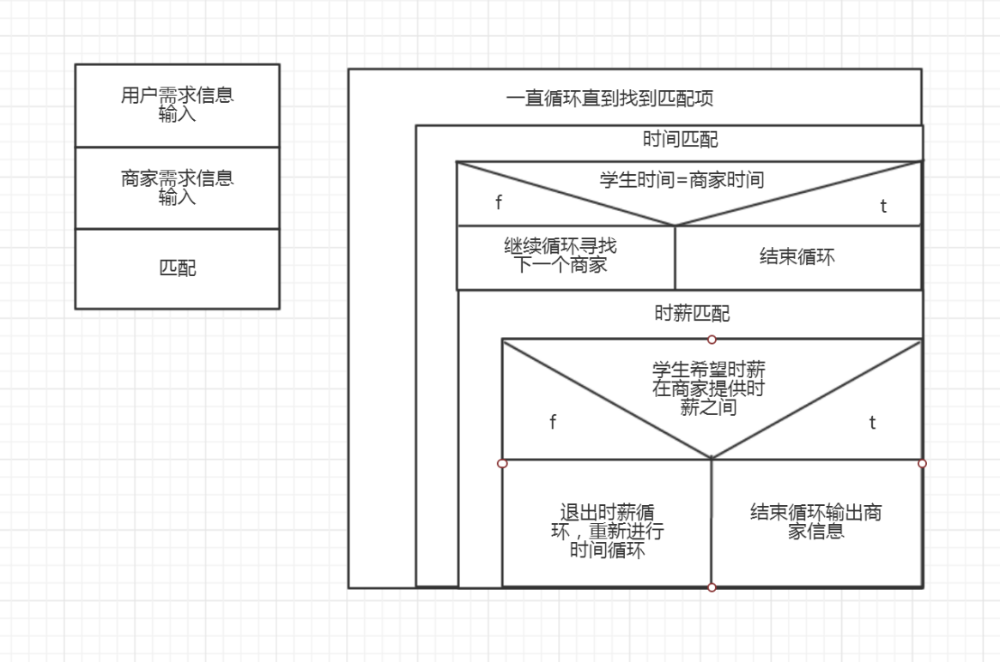 用户需求信息
输入
商家需求信息
输入
匹配
一直循环直到找到匹配项
时间匹配
学生时间=商家时间
f
t
继续循环寻找
下一个商家
结束循环
时薪匹配
学生希望时薪
在商家提供时
薪之间
f
t
退出时薪循
环，重新进行
时间循环
结束循环输出商
家信息